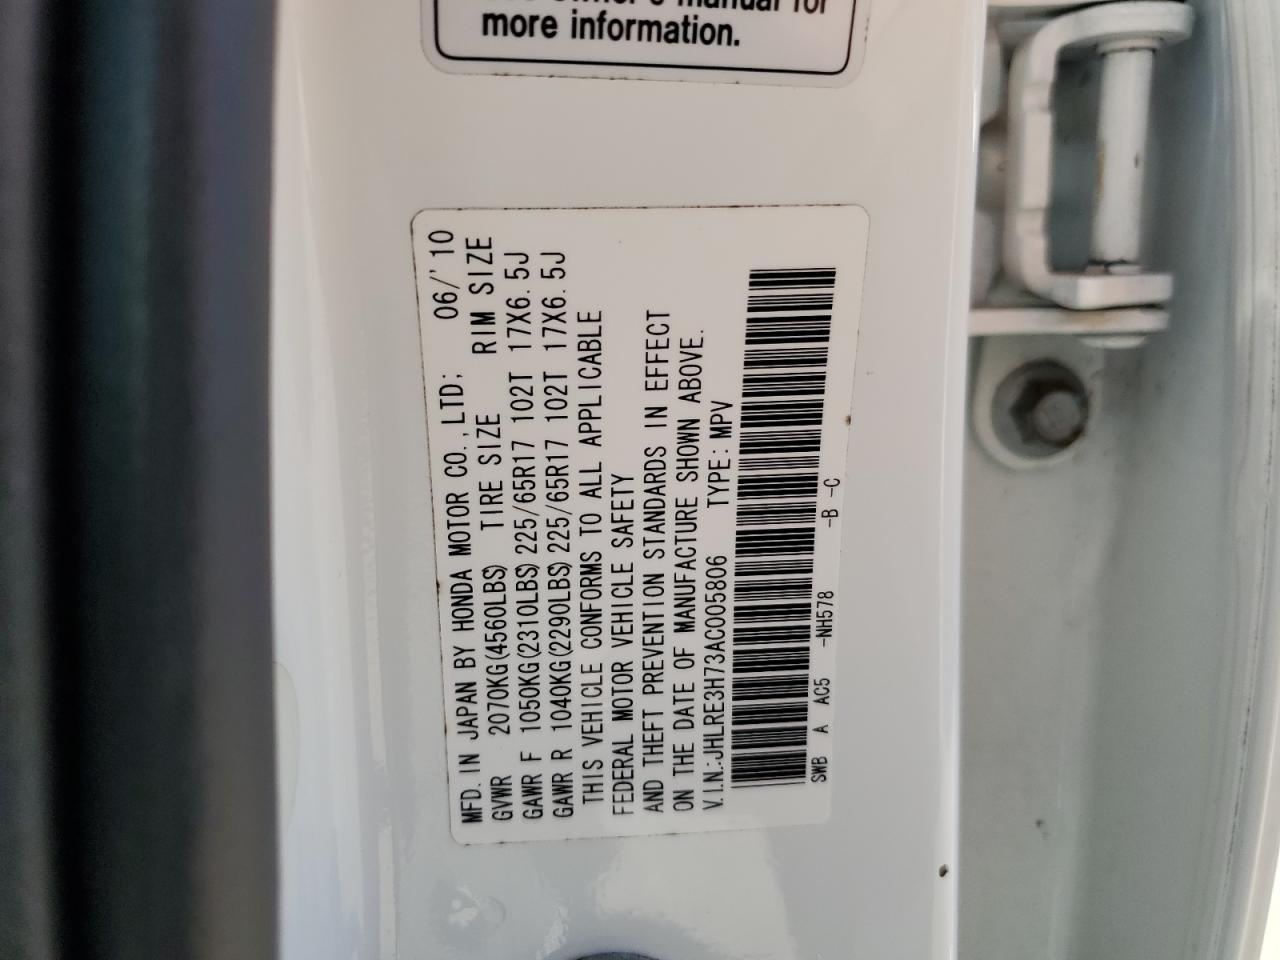 more information.
MFD. IN JAPAN BY HONDA MOTOR CO.,LTD; 06/'10
GVWR 2070KG(4560LBS) TIRE SIZE RIM SIZE
GAWR F 1050KG(2310LBS) 225/65R17 102T 17X6.5J
GAWR R 1040KG(2290LBS) 225/65R17 102T 17X6.5J
THIS VEHICLE CONFORMS TO ALL APPLICABLE
FEDERAL MOTOR VEHICLE SAFETY
AND THEFT PREVENTION STANDARDS IN EFFECT
ON THE DATE OF MANUFACTURE SHOWN ABOVE.
V.I.N.:JHLRE3H73AC005806 TYPE: MPV
SWB A AC5 -NH578 -B -C